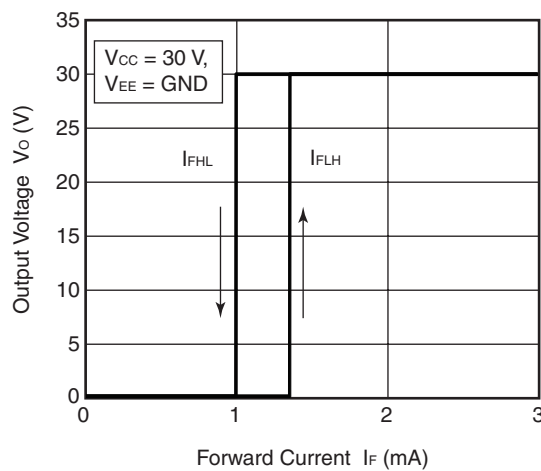 35
30
25
20
15
10
5
0
Output Voltage VO (V)
VCC = 30 V,
VEE = GND
IFHL
IFLH
0
1
2
3
Forward Current IF (mA)